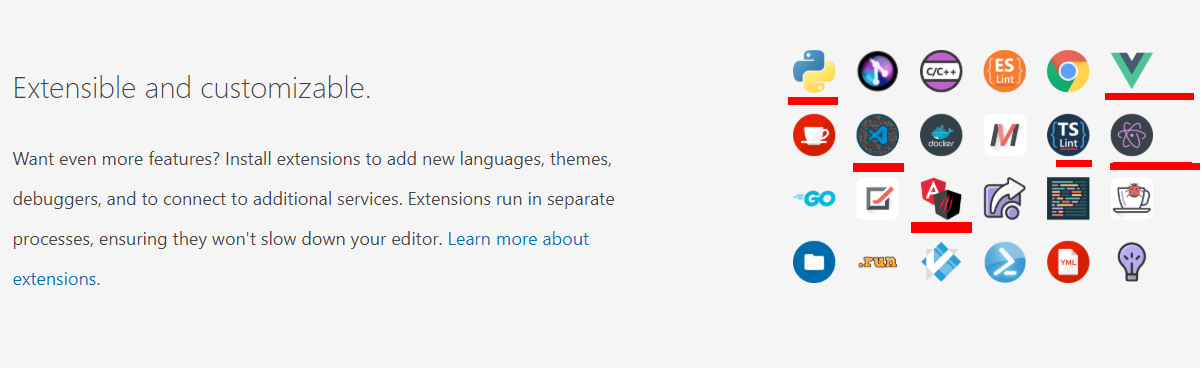 Extensible and customizable.
Want even more features? Install extensions to add new languages, themes,
debuggers, and to connect to additional services. Extensions run in separate
processes, ensuring they won't slow down your editor. Learn more about
extensions.
C/C++
ES
Lint
docker
M
TS
Lint
GO
A
.run
YML